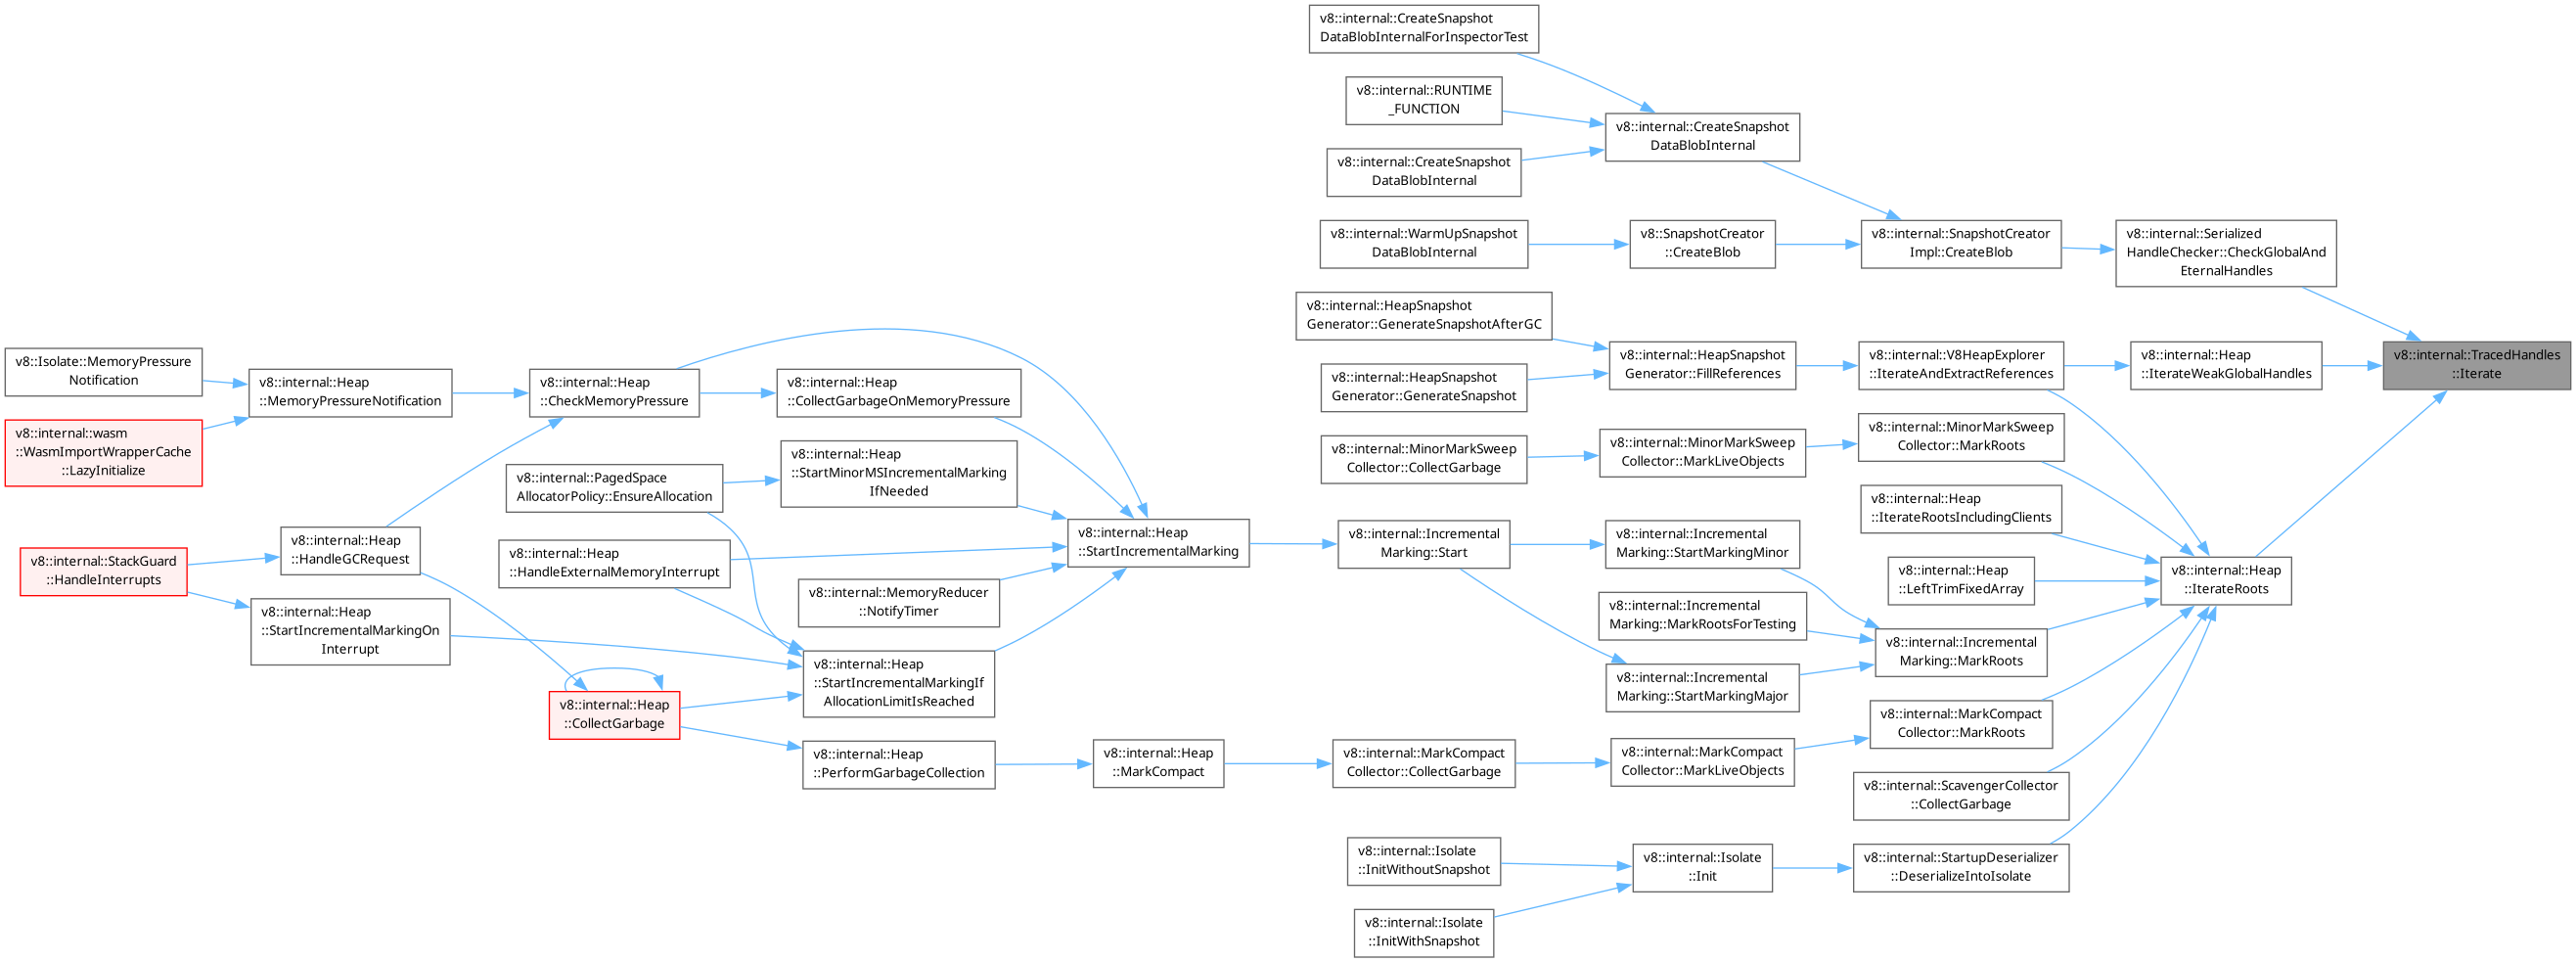 v8::internal::CreateSnapshot
DataBlobInternalForInspectorTest
v8::internal::RUNTIME
_FUNCTION
v8::internal::CreateSnapshot
DataBlobInternal
v8::internal::CreateSnapshot
DataBlobInternal
v8::internal::WarmUpSnapshot
DataBlobInternal
v8::SnapshotCreator
::CreateBlob
v8::internal::SnapshotCreator
Impl::CreateBlob
v8::internal::Serialized
HandleChecker::CheckGlobalAnd
EternalHandles
v8::internal::HeapSnapshot
Generator::GenerateSnapshotAfterGC
v8::Isolate::MemoryPressure
Notification
v8::internal::Heap
::MemoryPressureNotification
v8::internal::Heap
::CheckMemoryPressure
v8::internal::Heap
::CollectGarbageOnMemoryPressure
v8::internal::HeapSnapshot
Generator::GenerateSnapshot
v8::internal::HeapSnapshot
Generator::FillReferences
v8::internal::V8HeapExplorer
::IterateAndExtractReferences
v8::internal::Heap
::IterateWeakGlobalHandles
v8::internal::TracedHandles
::Iterate
v8::internal::wasm
::WasmImportWrapperCache
::LazyInitialize
v8::internal::PagedSpace
AllocatorPolicy::EnsureAllocation
v8::internal::Heap
::StartMinorMSIncrementalMarking
IfNeeded
v8::internal::MinorMarkSweep
Collector::CollectGarbage
v8::internal::MinorMarkSweep
Collector::MarkLiveObjects
v8::internal::MinorMarkSweep
Collector::MarkRoots
v8::internal::Heap
::IterateRootsIncludingClients
v8::internal::StackGuard
::HandleInterrupts
v8::internal::Heap
::HandleGCRequest
v8::internal::Heap
::HandleExternalMemoryInterrupt
v8::internal::Heap
::StartIncrementalMarking
v8::internal::Incremental
Marking::Start
v8::internal::Incremental
Marking::StartMarkingMinor
v8::internal::Heap
::LeftTrimFixedArray
v8::internal::Heap
::IterateRoots
v8::internal::Heap
::StartIncrementalMarkingOn
Interrupt
v8::internal::MemoryReducer
::NotifyTimer
v8::internal::Incremental
Marking::MarkRootsForTesting
v8::internal::Incremental
Marking::MarkRoots
v8::internal::Heap
::StartIncrementalMarkingIf
AllocationLimitIsReached
v8::internal::Incremental
Marking::StartMarkingMajor
v8::internal::Heap
::CollectGarbage
v8::internal::MarkCompact
Collector::MarkRoots
v8::internal::Heap
::PerformGarbageCollection
v8::internal::Heap
::MarkCompact
v8::internal::MarkCompact
Collector::CollectGarbage
v8::internal::MarkCompact
Collector::MarkLiveObjects
v8::internal::ScavengerCollector
::CollectGarbage
v8::internal::Isolate
::InitWithoutSnapshot
v8::internal::Isolate
::Init
v8::internal::StartupDeserializer
::DeserializeIntoIsolate
v8::internal::Isolate
::InitWithSnapshot